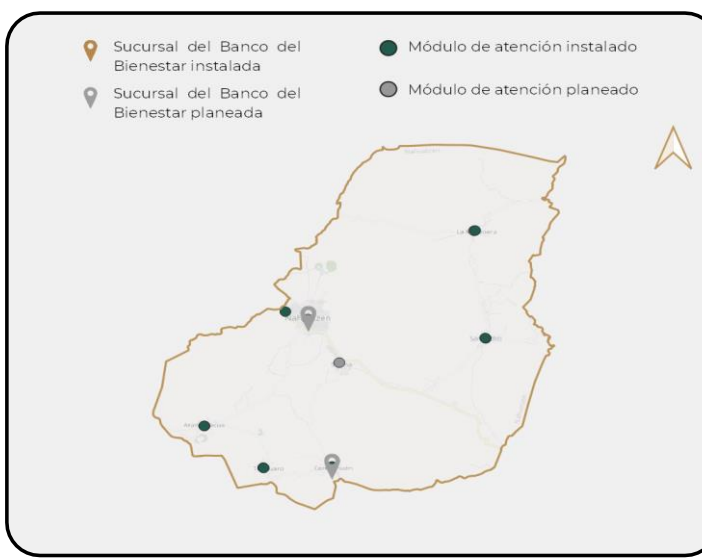 Sucursal del Banco del
Bienestar instalada
Sucursal del Banco del
Bienestar planeada
Módulo de atención instalado
Módulo de atención planeado